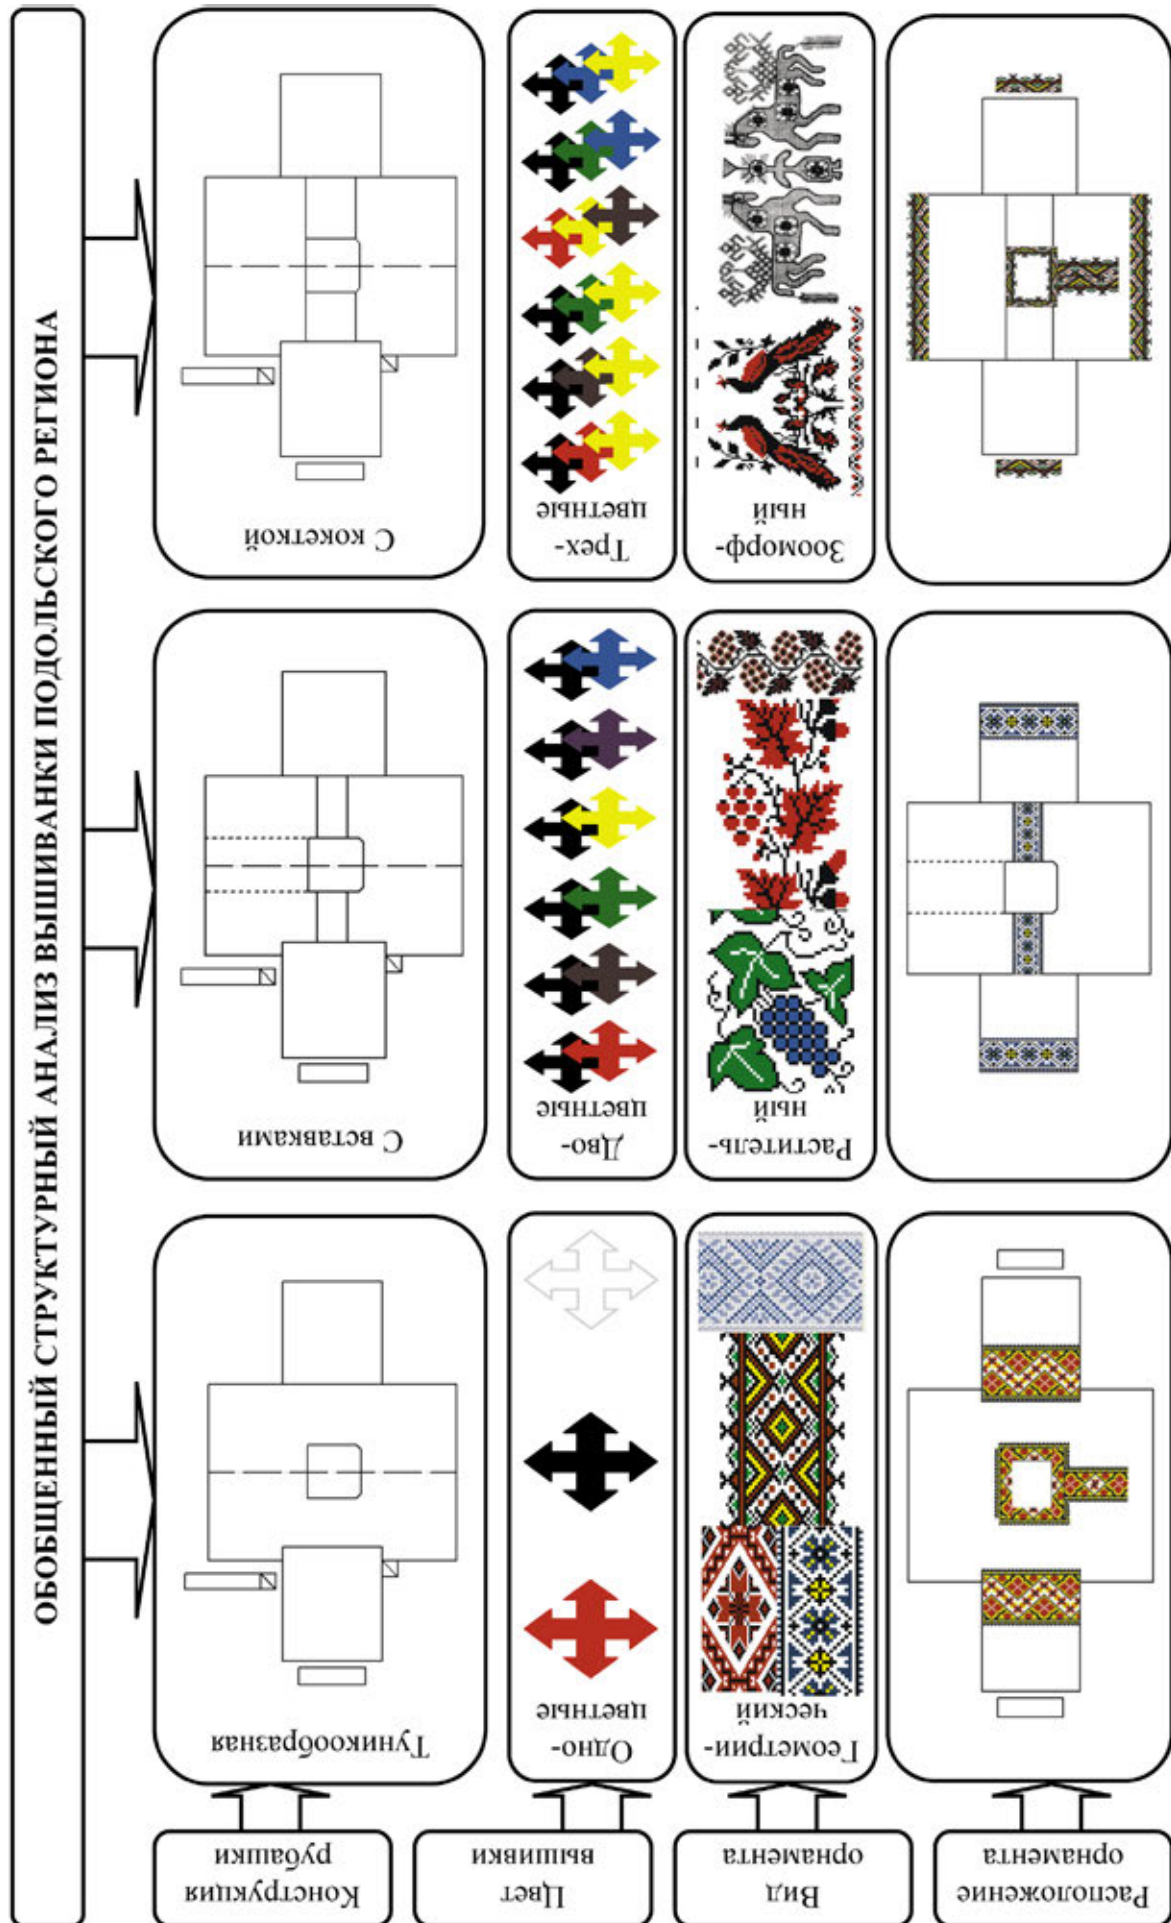 ОБОБЩЕННЫЙ СТРУКТУРНЫЙ АНАЛИЗ ВЫШИВАНКИ ПОДОЛЬСКОГО РЕГИОНА
Конструкция
рубашки
Туникообразная
С вставками
С кокеткой
Цвет
вышивки
Одно-
цветные
Дво-
цветные
Трех-
цветные
Вид
орнамента
Геометри-
ческий
Раститель-
ный
Зооморф-
ный
Расположение
орнамента